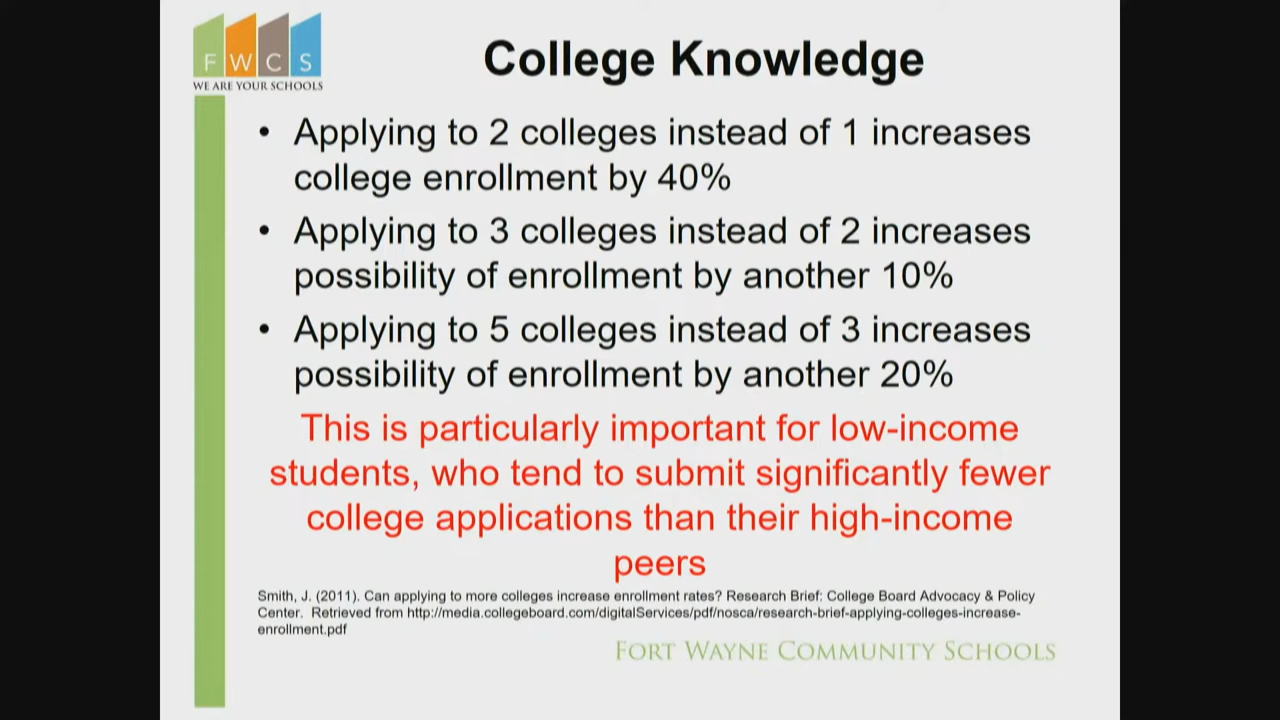 FWCS
WE ARE YOUR SCHOOLS
College Knowledge
• Applying to 2 colleges instead of 1 increases
college enrollment by 40%
• Applying to 3 colleges instead of 2 increases
possibility of enrollment by another 10%
• Applying to 5 colleges instead of 3 increases
possibility of enrollment by another 20%
This is particularly important for low-income
students, who tend to submit significantly fewer
college applications than their high-income
peers
Smith, J. (2011). Can applying to more colleges increase enrollment rates? Research Brief: College Board Advocacy & Policy
Center. Retrieved from http://media.collegeboard.com/digitalServices/pdf/nosca/research-brief-applying-colleges-increase-
enrollment.pdf
FORT WAYNE COMMUNITY SCHOOLS